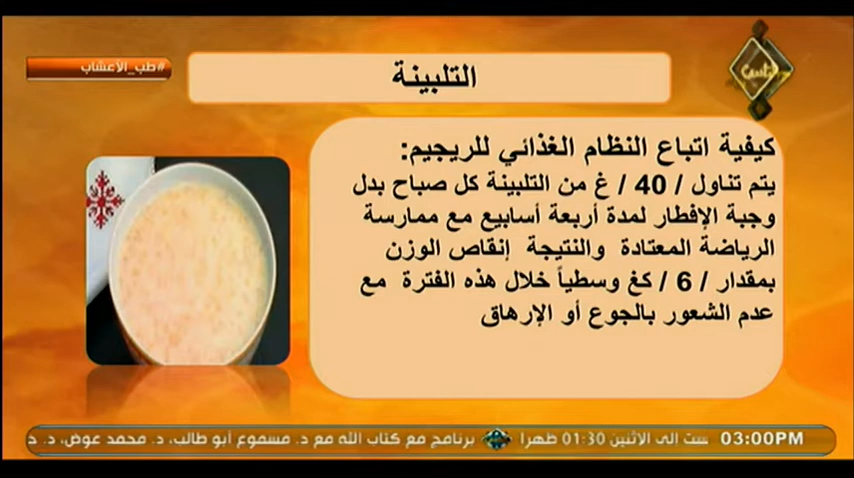 #طب_الأعشاب
التلبينة
كيفية اتباع النظام الغذائي للريجيم:
يتم تناول / 40 / غ من التلبينة كل صباح بدل
وجبة الإفطار لمدة أربعة أسابيع مع ممارسة
الرياضة المعتادة والنتيجة إنقاص الوزن
بمقدار / 6 / كغ وسطياً خلال هذه الفترة مع
عدم الشعور بالجوع أو الإرهاق
03:00PM ست الى الاثنين 01:30 ظهرا برنامج مع كتاب الله مع د. مسموع أبو طالب، د. محمد عوض، د. د